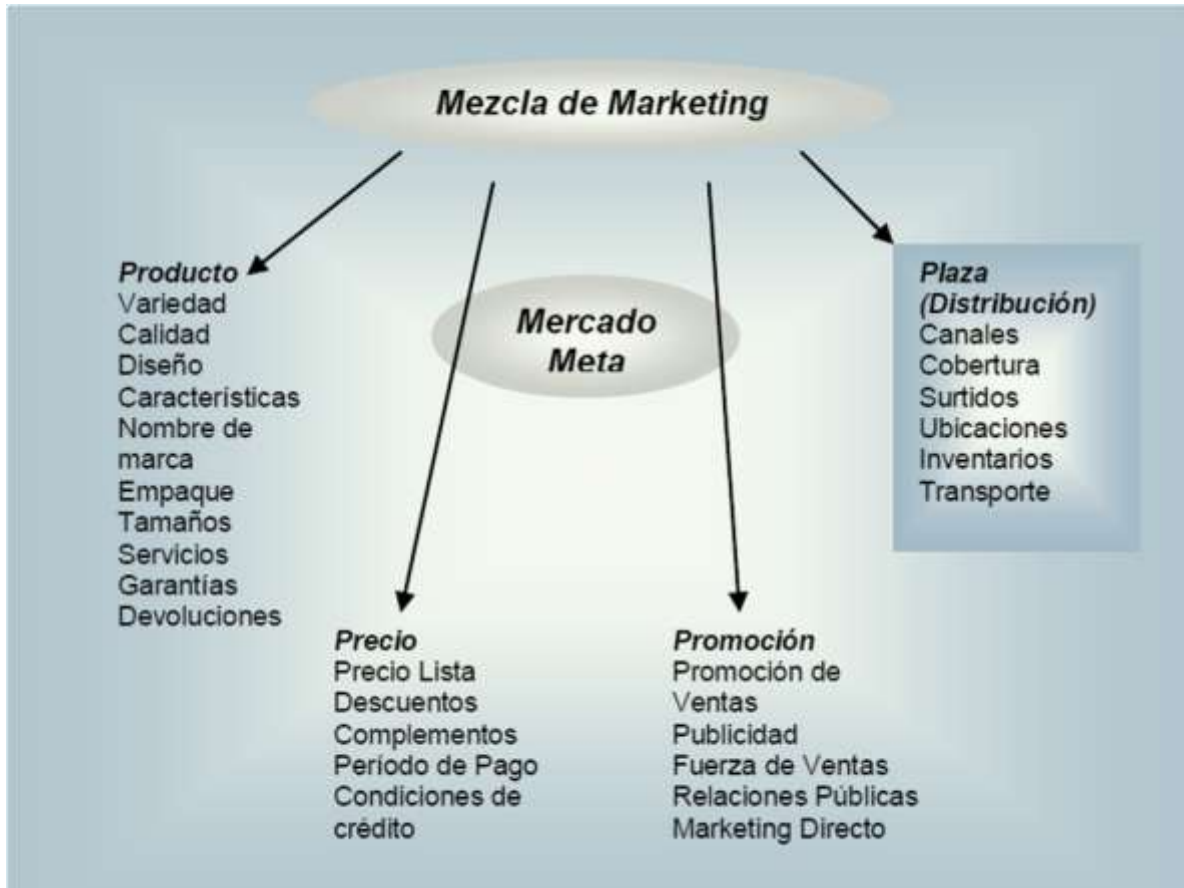 Mezcla de Marketing
Producto
Variedad
Calidad
Diseño
Características
Nombre de
marca
Empaque
Tamaños
Servicios
Garantías
Devoluciones
Mercado
Meta
Plaza
(Distribución)
Canales
Cobertura
Surtidos
Ubicaciones
Inventarios
Transporte
Precio
Precio Lista
Descuentos
Complementos
Período de Pago
Condiciones de
crédito
Promoción
Promoción de
Ventas
Publicidad
Fuerza de Ventas
Relaciones Públicas
Marketing Directo